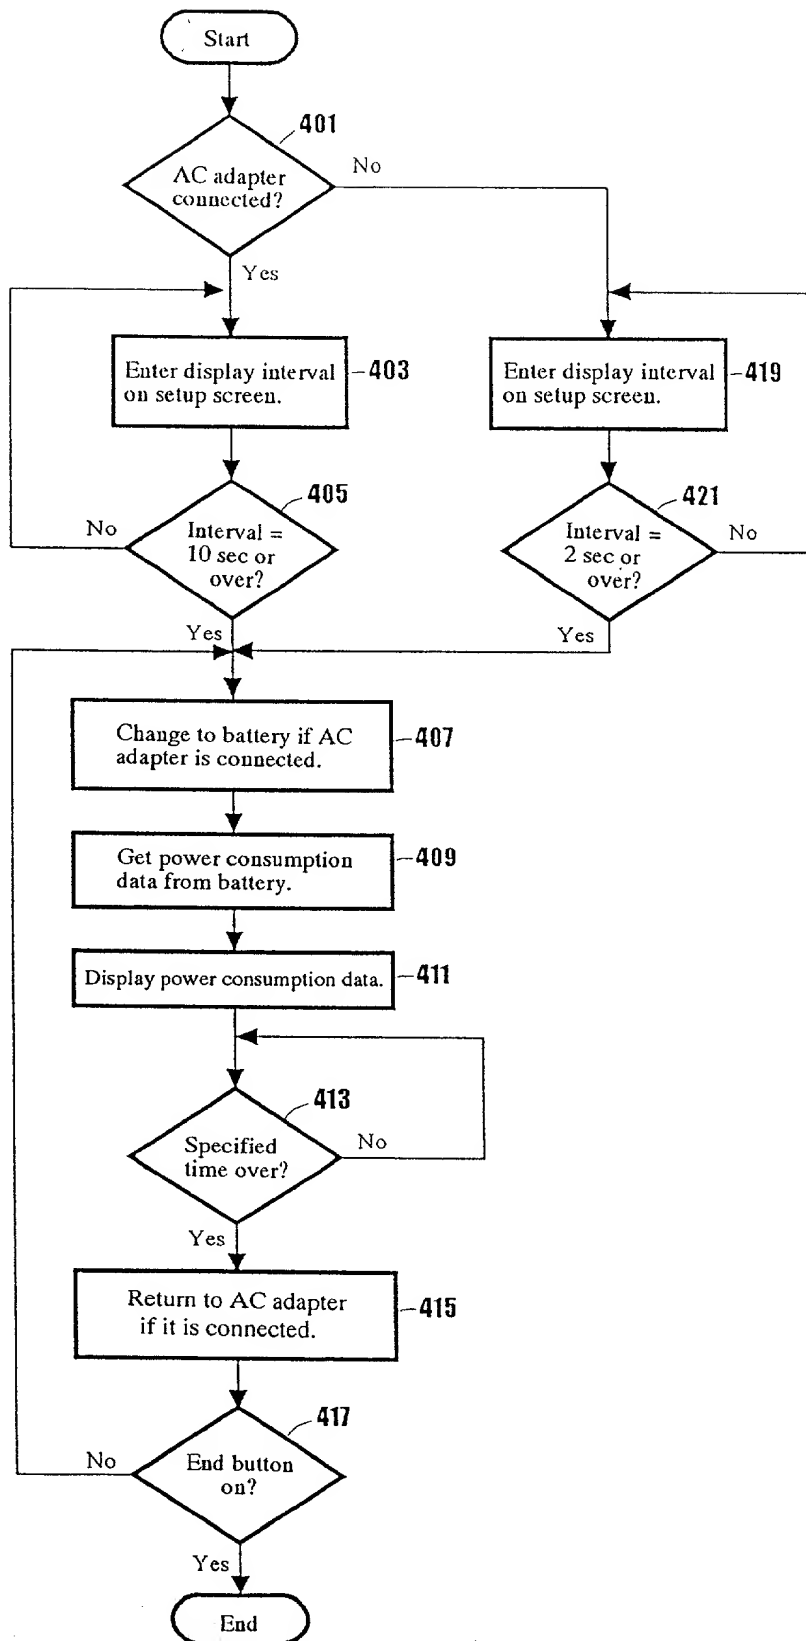 Start
401
AC adapter
connected?
No
Yes
Enter display interval
on setup screen.
403
Enter display interval
on setup screen.
419
405
Interval =
10 sec or
over?
No
Yes
421
Interval =
2 sec or
over?
No
Yes
Change to battery if AC
adapter is connected.
407
Get power consumption
data from battery.
409
Display power consumption data.
411
413
Specified
time over?
No
Yes
Return to AC adapter
if it is connected.
415
417
End button
on?
No
Yes
End